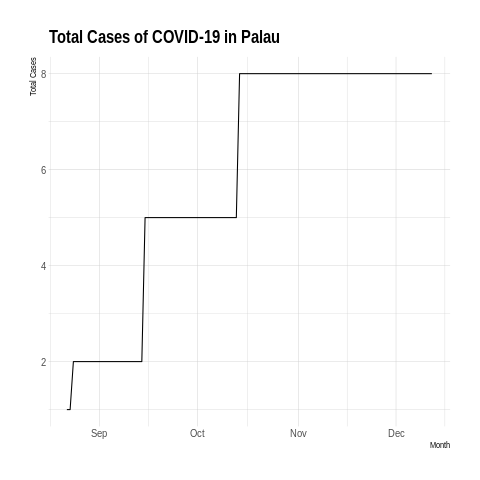 Total Cases of COVID-19 in Palau
Total Cases
8
6
4
2
Sep Oct Nov Dec
Month